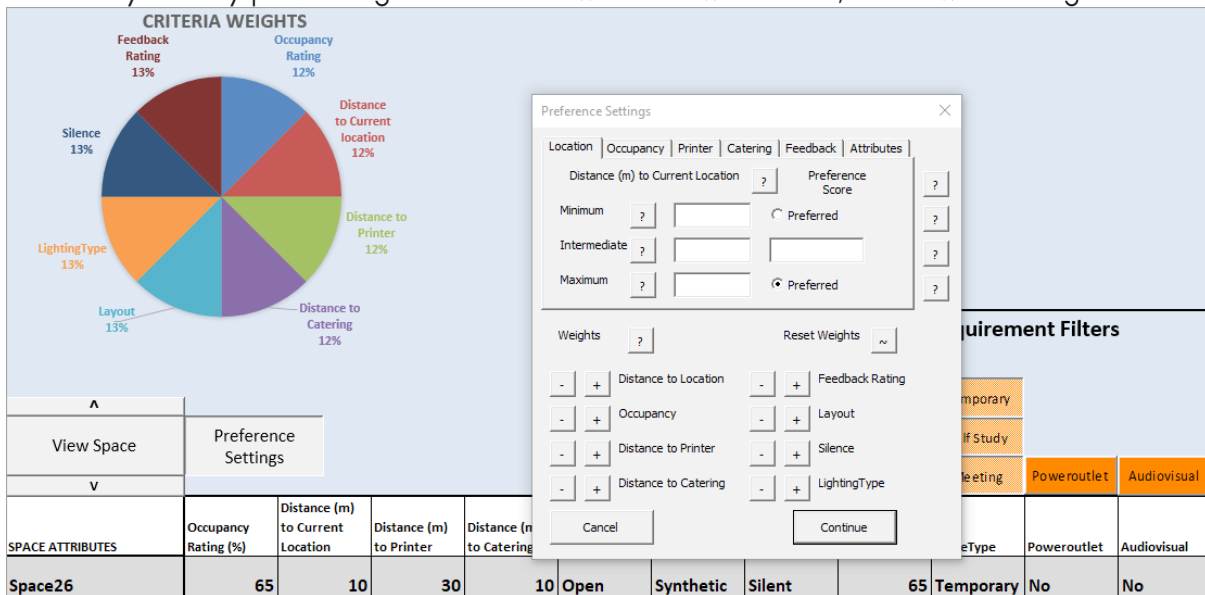 CRITERIA WEIGHTS
Feedback
Rating
13%
Occupancy
Rating
12%
Distance
to Current
location
12%
Silence
13%
Distance to
Printer
12%
LightingType
13%
Layout
13%
Distance to
Catering
12%
Preference Settings
Location Occupancy Printer Catering Feedback Attributes
Distance (m) to Current Location ? Preference
Score ?
Minimum ? Preferred ?
Intermediate ? ?
Maximum ? Preferred ?
Weights ? Reset Weights ~
- + Distance to Location - + Feedback Rating
- + Occupancy - + Layout
- + Distance to Printer - + Silence
- + Distance to Catering - + LightingType
Cancel Continue
Filters
^
View Space
v
Preference
Settings
Study
Poweroutlet Audiovisual
SPACE ATTRIBUTES
Occupancy
Rating (%)
Distance (m)
to Current
Location
Distance (m)
to Printer
Distance
to Catering
Poweroutlet
Audiovisual
Space26 65 10 30 10 Open Synthetic Silent 65 Temporary No No